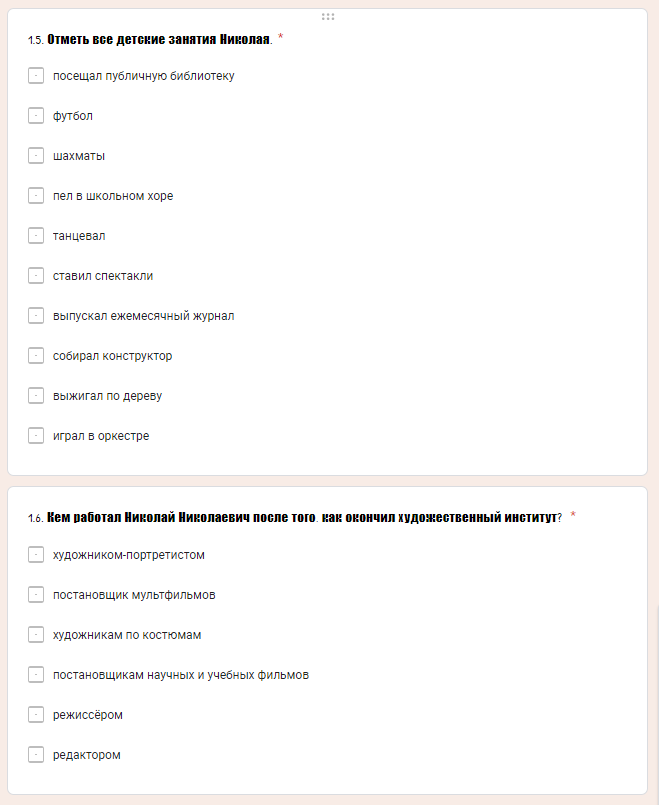 1.5. Отметь все детские занятия Николая. *
посещал публичную библиотеку
футбол
шахматы
пел в школьном хоре
танцевал
ставил спектакли
выпускал ежемесячный журнал
собирал конструктор
выжигал по дереву
играл в оркестре
1.6. Кем работал Николай Николаевич после того, как окончил художественный институт? *
художником-портретистом
постановщик мультфильмов
художникам по костюмам
постановщикам научных и учебных фильмов
режиссёром
редактором